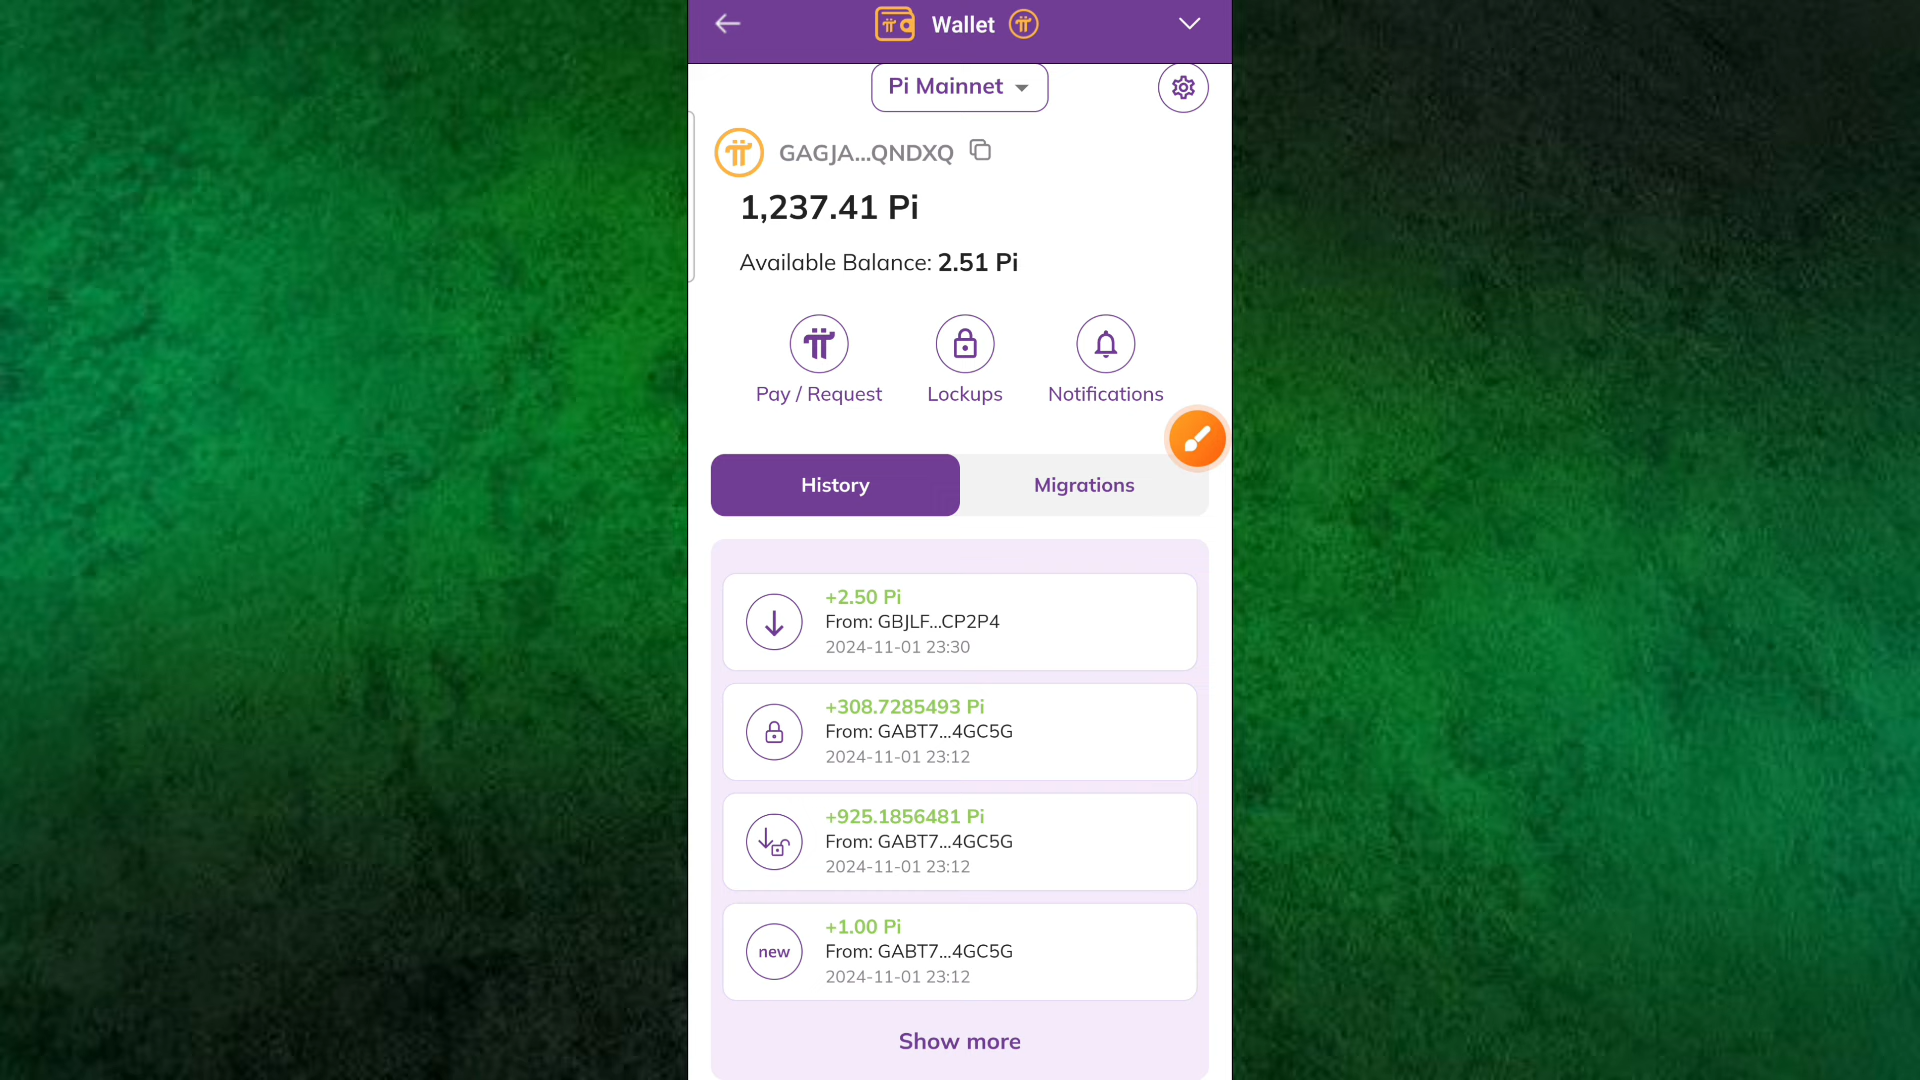 Wallet
Pi Mainnet
GAGJA...QNDXQ
1,237.41 Pi
Available Balance: 2.51 Pi
Pay / Request
Lockups
Notifications
History
Migrations
+2.50 Pi
From: GBJLF...CP2P4
2024-11-01 23:30
+308.7285493 Pi
From: GABT7...4GC5G
2024-11-01 23:12
+925.1856481 Pi
From: GABT7...4GC5G
2024-11-01 23:12
new
+1.00 Pi
From: GABT7...4GC5G
2024-11-01 23:12
Show more